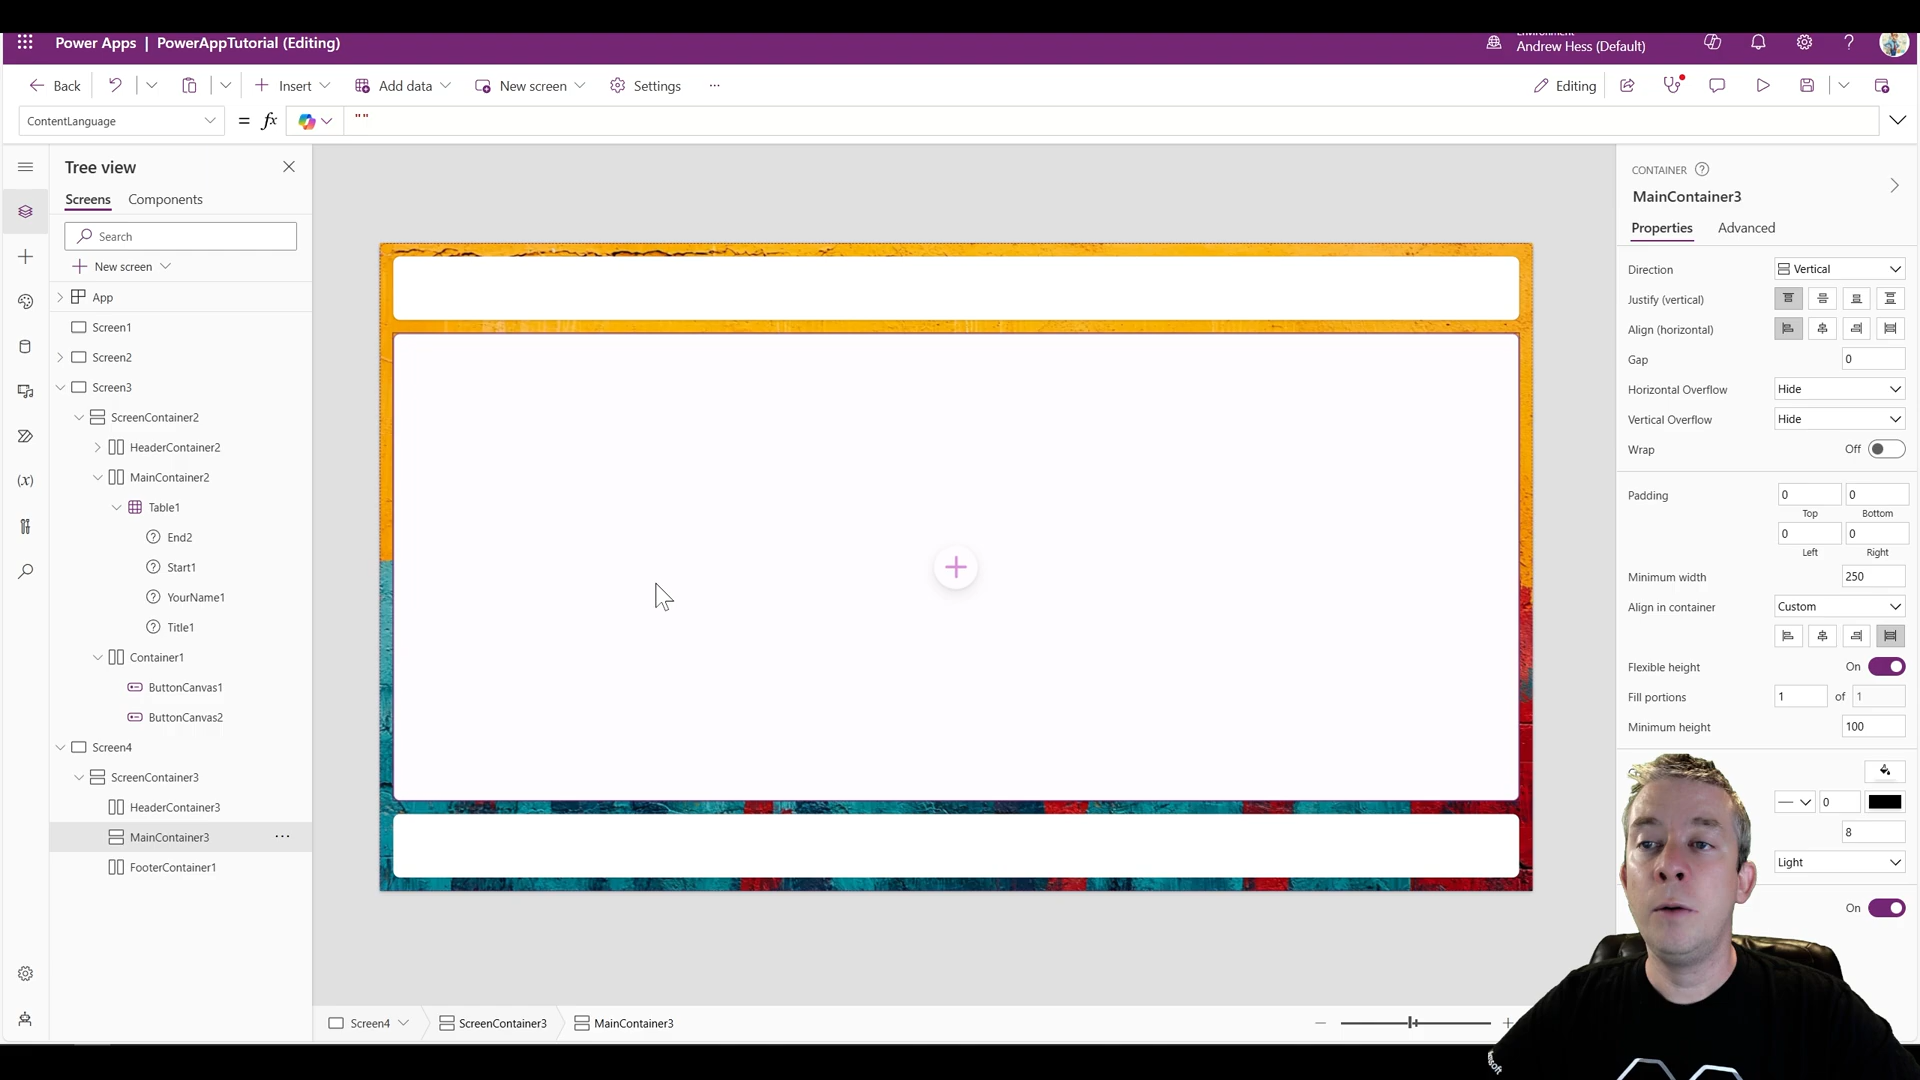 Power Apps | PowerAppTutorial (Editing)
Andrew Hess (Default)
Back
Insert
Add data
New screen
Settings
...
Editing
ContentLanguage
= fx
""
Tree view
Screens
Components
Search
New screen
App
Screen1
Screen2
Screen3
ScreenContainer2
HeaderContainer2
MainContainer2
Table1
End2
Start1
YourName1
Title1
Container1
ButtonCanvas1
ButtonCanvas2
Screen4
ScreenContainer3
HeaderContainer3
MainContainer3
...
FooterContainer1
Screen4
ScreenContainer3
MainContainer3
CONTAINER
MainContainer3
Properties
Advanced
Direction
Vertical
Justify (vertical)
Align (horizontal)
Gap
0
Horizontal Overflow
Hide
Vertical Overflow
Hide
Wrap
Off
Padding
0
0
Top
Bottom
0
0
Left
Right
Minimum width
250
Align in container
Custom
Flexible height
On
Fill portions
1
of
1
Minimum height
100
0
8
Light
On